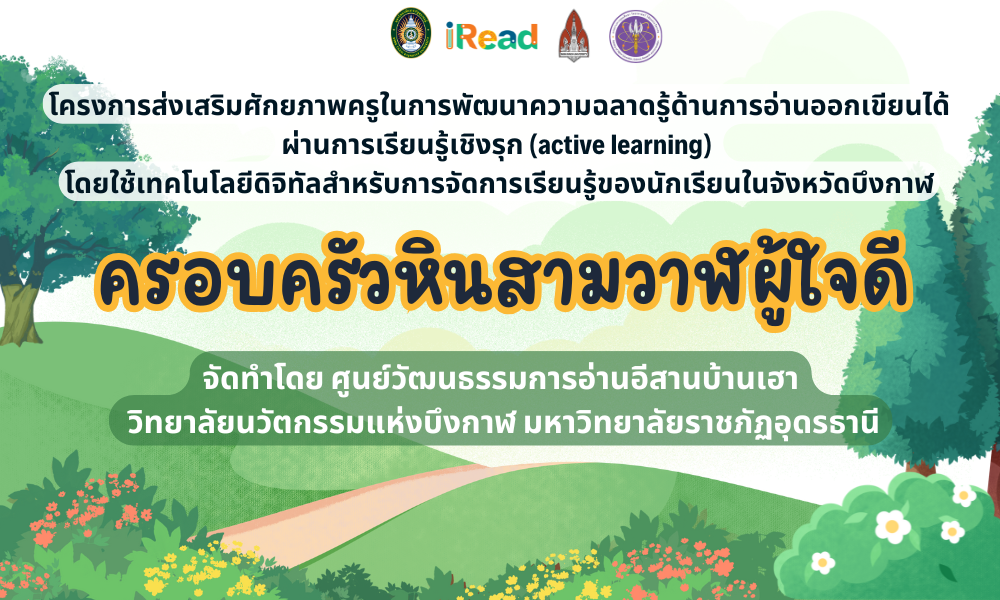 iRead
โครงการส่งเสริมศักยภาพครูในการพัฒนาความฉลาดรู้ด้านการอ่านออกเขียนได้
ผ่านการเรียนรู้เชิงรุก (active learning)
โดยใช้เทคโนโลยีดิจิทัลสำหรับการจัดการเรียนรู้ของนักเรียนในจังหวัดบึงกาฬ
ครอบครัวหินสามวาฬผู้ใจดี
จัดทำโดย ศูนย์วัฒนธรรมการอ่านอีสานบ้านเฮา
วิทยาลัยนวัตกรรมแห่งบึงกาฬ มหาวิทยาลัยราชภัฏอุดรธานี